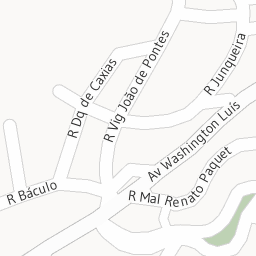 R Dq de Caxias
R Vig João de Pontes
R Junqueira
Av Washington Luís
R Báculo
R Mal Renato Paquet